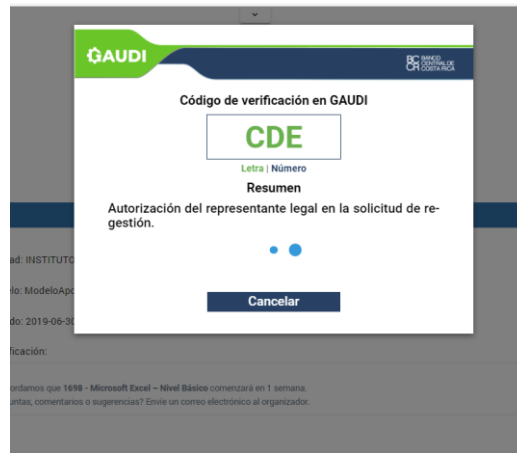 GAUDI
BANCO
CENTRAL DE
COSTA RICA
Código de verificación en GAUDI
CDE
Letra | Número
Resumen
Autorización del representante legal en la solicitud de re-
gestión.
Cancelar
ad: INSTITUTO
lo: ModeloApo
do: 2019-06-30
ificación:
ordamos que 1698 - Microsoft Excel – Nivel Básico comenzará en 1 semana.
untas, comentarios o sugerencias? Envíe un correo electrónico al organizador.